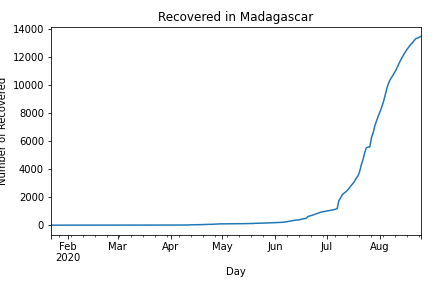 Recovered in Madagascar
14000
12000
10000
8000
6000
4000
2000
0
Number of Recovered
Feb
2020
Mar
Apr
May
Jun
Jul
Aug
Day